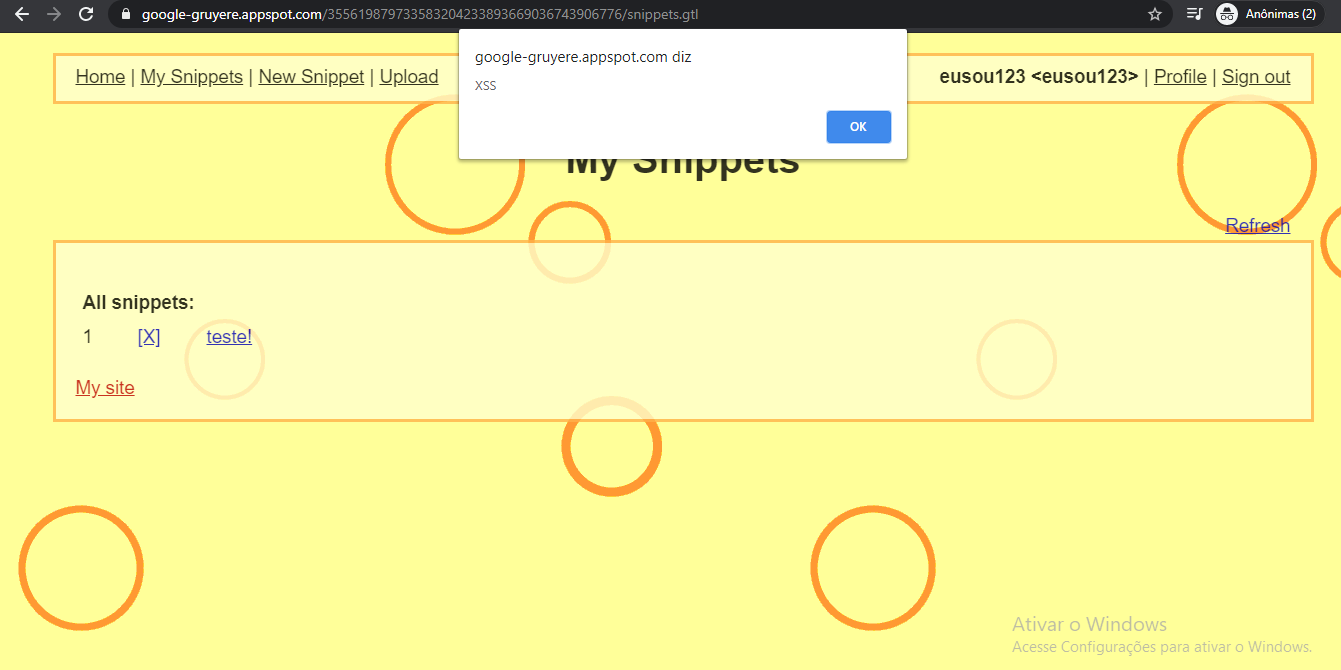 google-gruyere.appspot.com/355619879733583204233893669036743906776/snippets.gtl
Anônimas (2)
google-gruyere.appspot.com diz
XSS
OK
Home | My Snippets | New Snippet | Upload
eusou123 <eusou123> | Profile | Sign out
My Snippets
Refresh
All snippets:
1 [X] teste!
My site
Ativar o Windows
Acesse Configurações para ativar o Windows.